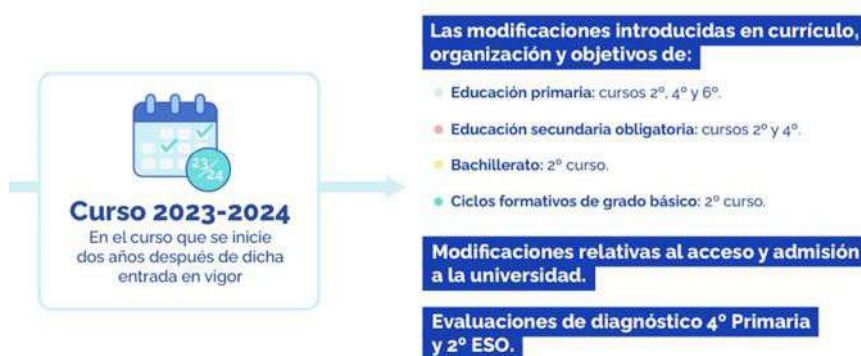 23/24
Curso 2023-2024
En el curso que se inicie
dos años después de dicha
entrada en vigor
Las modificaciones introducidas en currículo,
organización y objetivos de:
Educación primaria: cursos 2º, 4º y 6º.
Educación secundaria obligatoria: cursos 2º y 4º.
Bachillerato: 2º curso.
Ciclos formativos de grado básico: 2º curso.
Modificaciones relativas al acceso y admisión
a la universidad.
Evaluaciones de diagnóstico 4º Primaria
y 2º ESO.